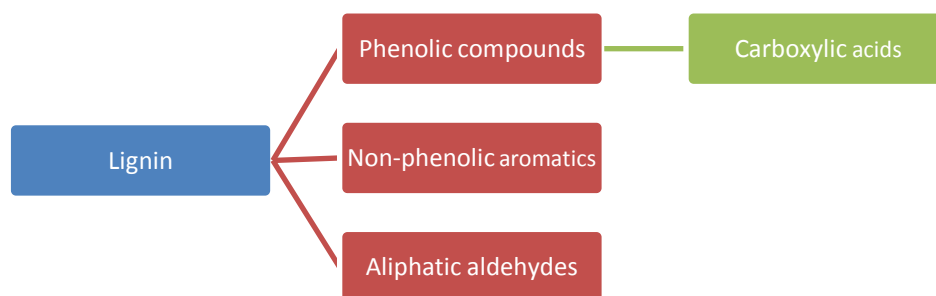 Phenolic compounds
Carboxylic acids
Lignin
Non-phenolic aromatics
Aliphatic aldehydes